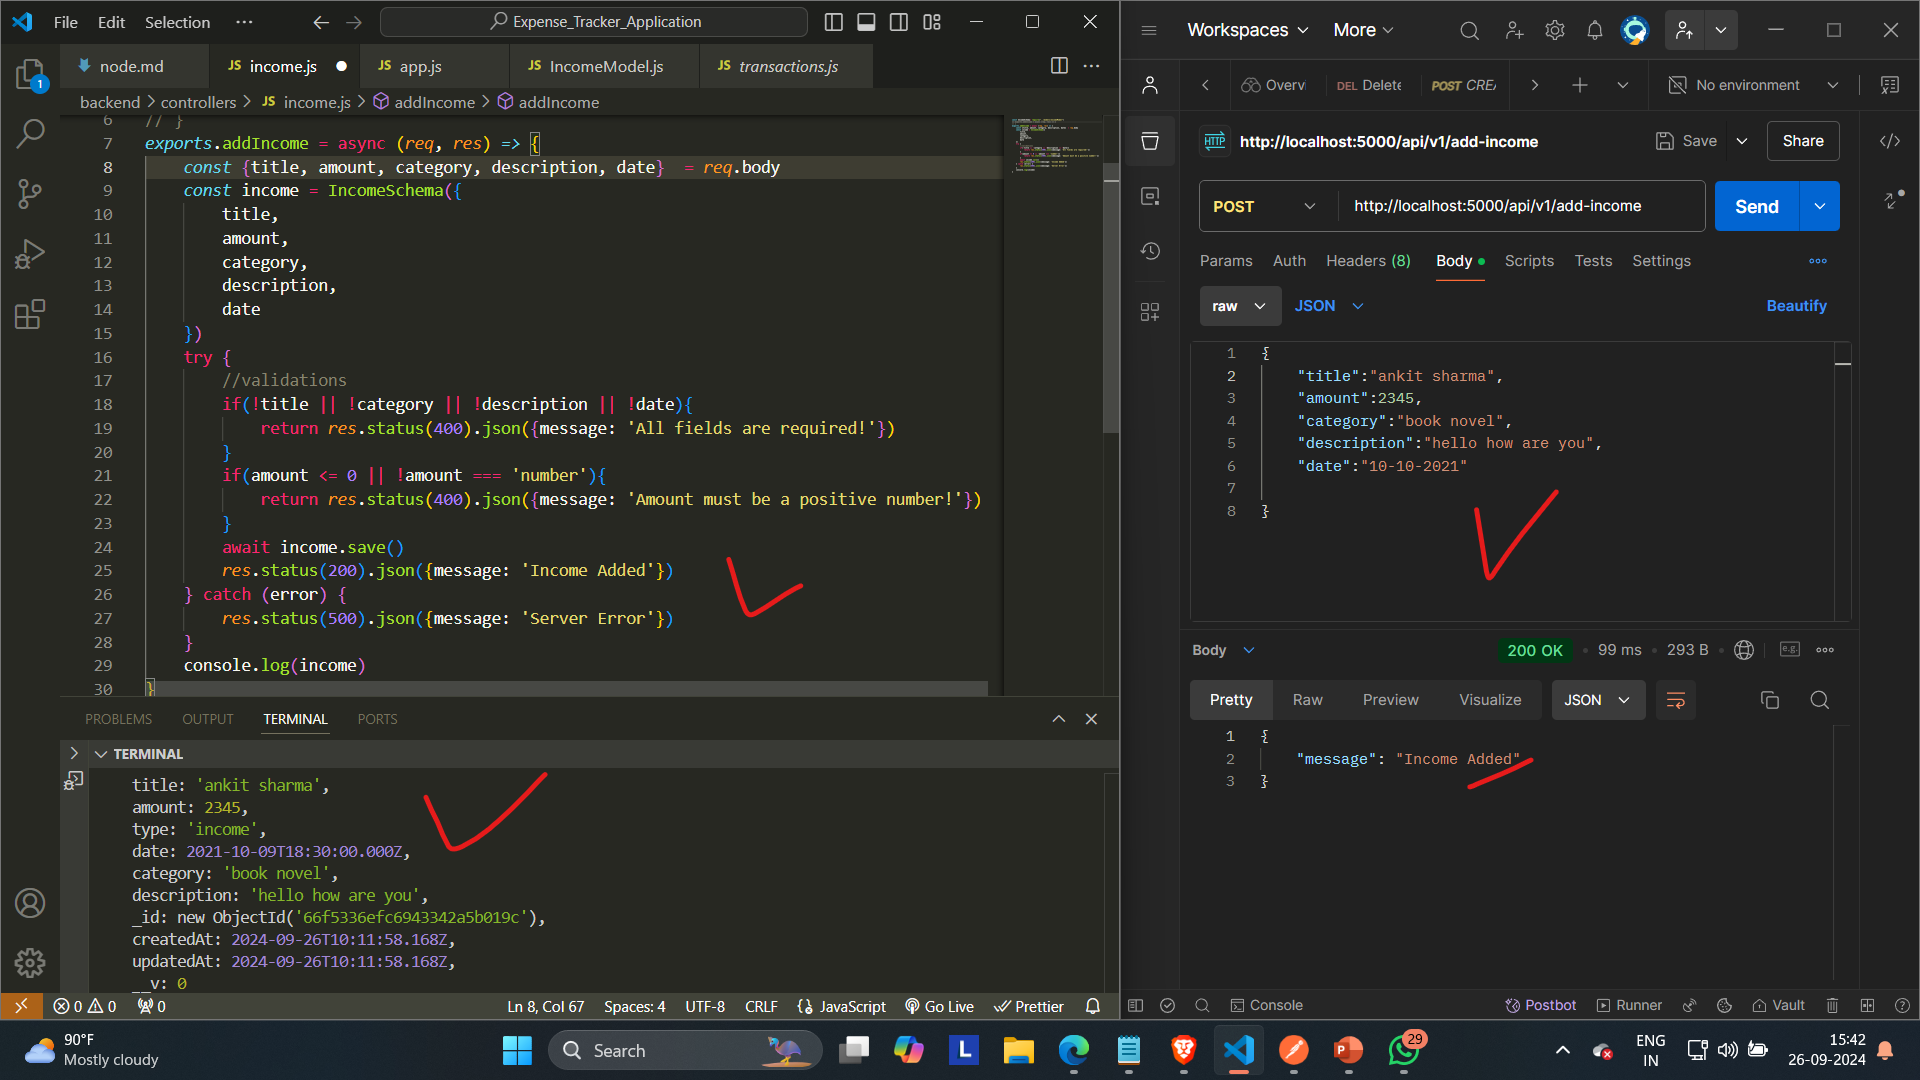 File Edit Selection ··· Expense_Tracker_Application
node.md JS income.js JS app.js JS IncomeModel.js JS transactions.js
backend > controllers > JS income.js > addIncome > addIncome
6 // }
7 exports.addIncome = async (req, res) => {
8 const {title, amount, category, description, date}  = req.body
9 const income = IncomeSchema({
10 title,
11 amount,
12 category,
13 description,
14 date
15 })
16 try {
17 //validations
18 if(!title || !category || !description || !date){
19 return res.status(400).json({message: 'All fields are required!'})
20 }
21 if(amount <= 0 || !amount === 'number'){
22 return res.status(400).json({message: 'Amount must be a positive number!'})
23 }
24 await income.save()
25 res.status(200).json({message: 'Income Added'})
26 } catch (error) {
27 res.status(500).json({message: 'Server Error'})
28 }
29 console.log(income)
30 }
1
PROBLEMS OUTPUT TERMINAL PORTS
TERMINAL
title: 'ankit sharma',
amount: 2345,
type: 'income',
date: 2021-10-09T18:30:00.000Z,
category: 'book novel',
description: 'hello how are you',
_id: new ObjectId('66f5336efc6943342a5b019c'),
createdAt: 2024-09-26T10:11:58.168Z,
updatedAt: 2024-09-26T10:11:58.168Z,
__v: 0
0 0 0 Ln 8, Col 67 Spaces: 4 UTF-8 CRLF {} JavaScript Go Live Prettier
Workspaces More
Overvi DEL Delete POST CREA No environment
HTTP http://localhost:5000/api/v1/add-income Save Share </>
POST http://localhost:5000/api/v1/add-income Send
Params Auth Headers (8) Body Scripts Tests Settings
raw JSON Beautify
1 {
2 "title":"ankit sharma",
3 "amount":2345,
4 "category":"book novel",
5 "description":"hello how are you",
6 "date":"10-10-2021"
7
8 }
Body 200 OK 99 ms 293 B e.g.
Pretty Raw Preview Visualize JSON
1 {
2 "message": "Income Added"
3 }
Console Postbot Runner Vault
90°F
Mostly cloudy
Search
L
P
29
ENG
IN
15:42
26-09-2024